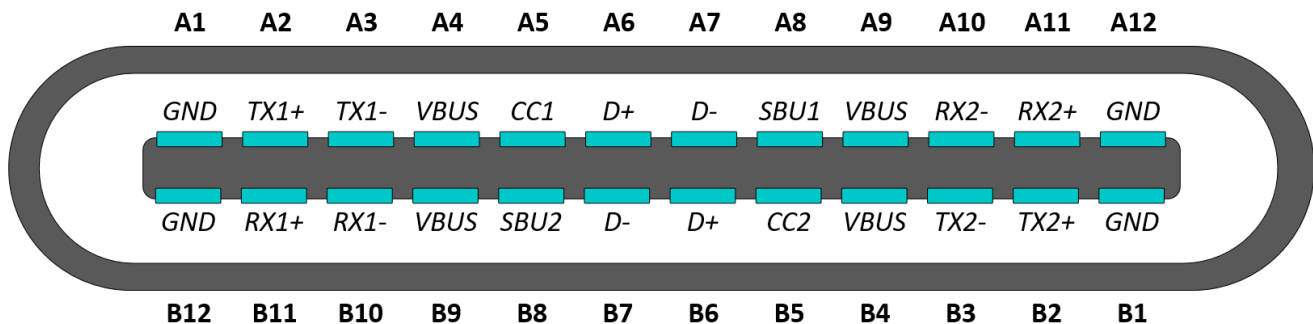 A1 A2 A3 A4 A5 A6 A7 A8 A9 A10 A11 A12
GND TX1+ TX1- VBUS CC1 D+ D- SBU1 VBUS RX2- RX2+ GND
GND RX1+ RX1- VBUS SBU2 D- D+ CC2 VBUS TX2- TX2+ GND
B12 B11 B10 B9 B8 B7 B6 B5 B4 B3 B2 B1